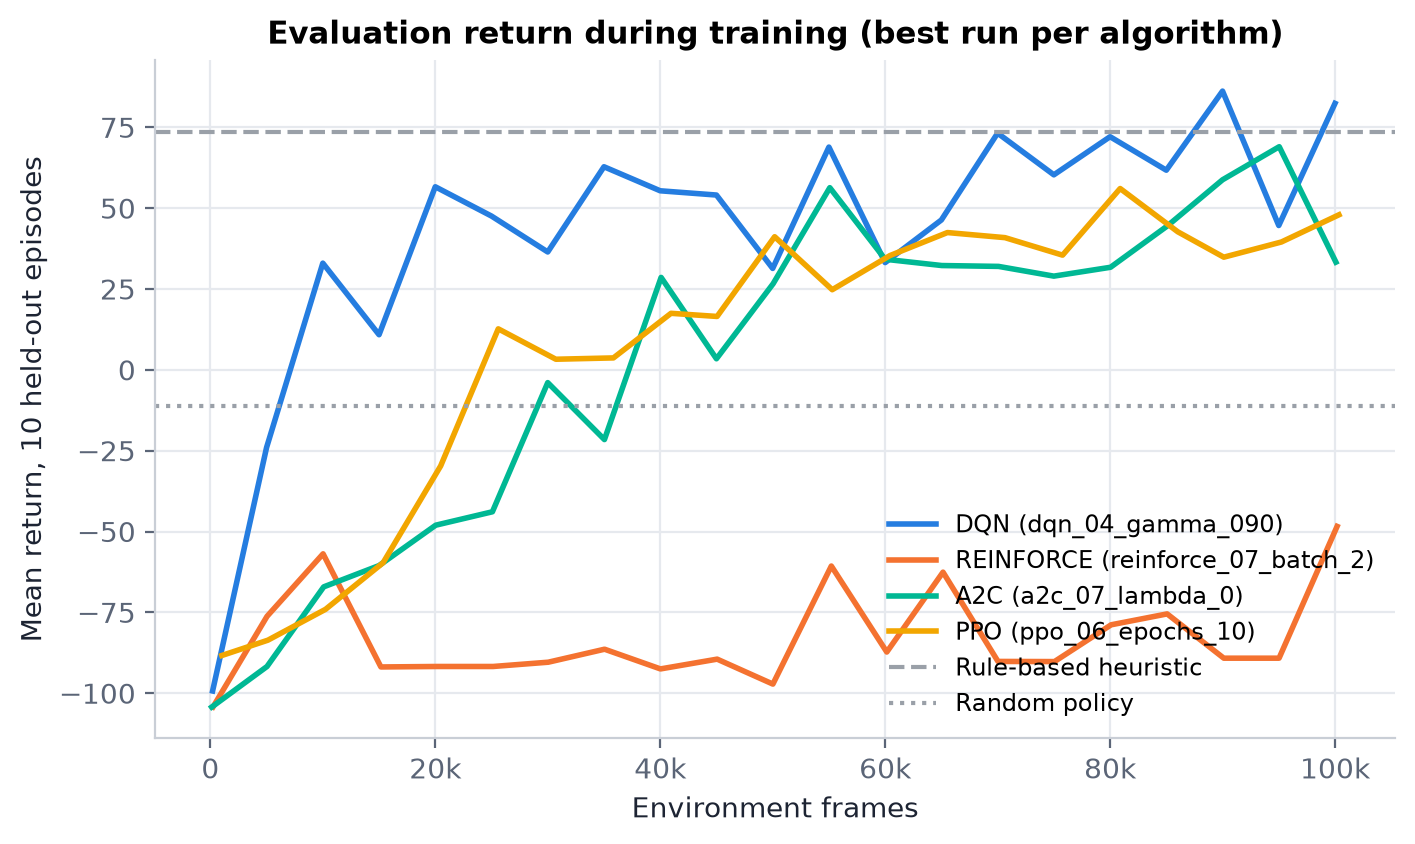 Evaluation return during training (best run per algorithm)
Mean return, 10 held-out episodes
75
50
25
0
−25
−50
−75
−100
DQN (dqn_04_gamma_090)
REINFORCE (reinforce_07_batch_2)
A2C (a2c_07_lambda_0)
PPO (ppo_06_epochs_10)
Rule-based heuristic
Random policy
0 20k 40k 60k 80k 100k
Environment frames